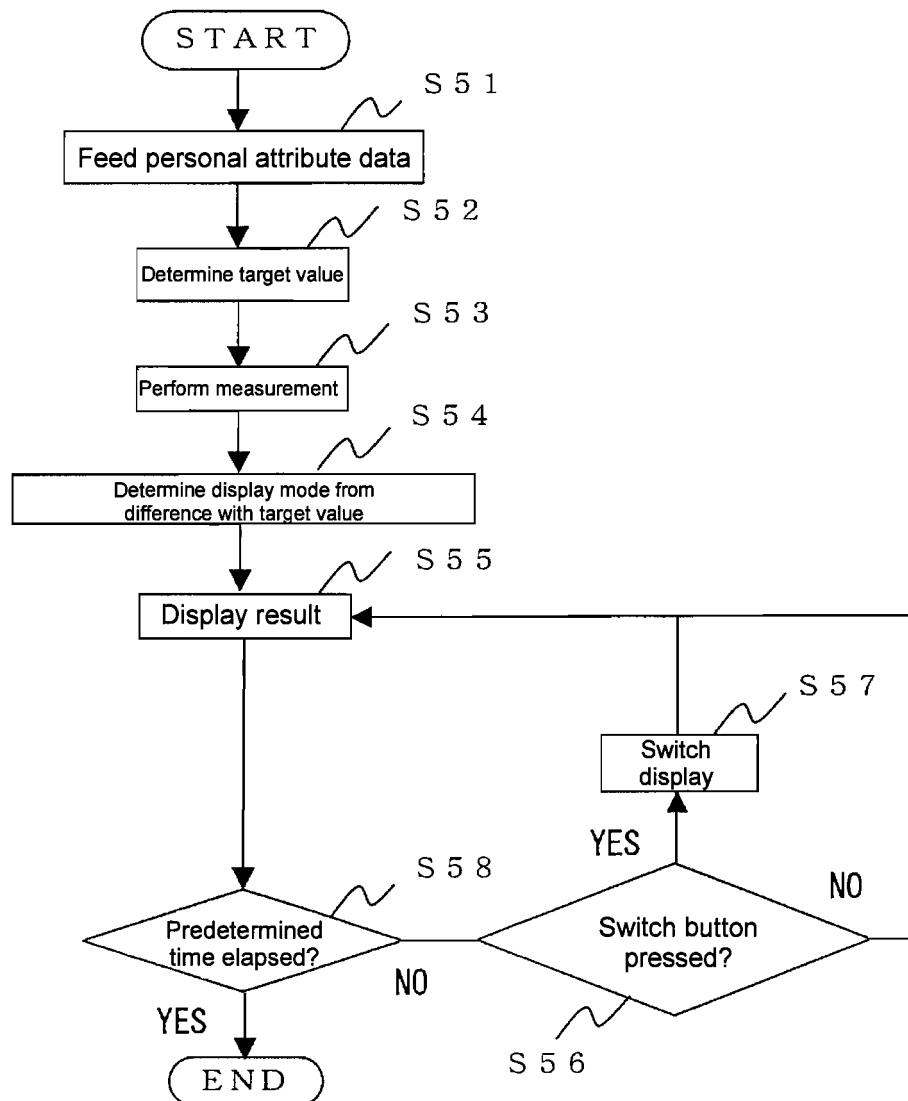 START
S51
Feed personal attribute data
S52
Determine target value
S53
Perform measurement
S54
Determine display mode from
difference with target value
S55
Display result
S57
Switch
display
YES
S58
NO
Predetermined
time elapsed?
Switch button
pressed?
NO
YES
S56
END